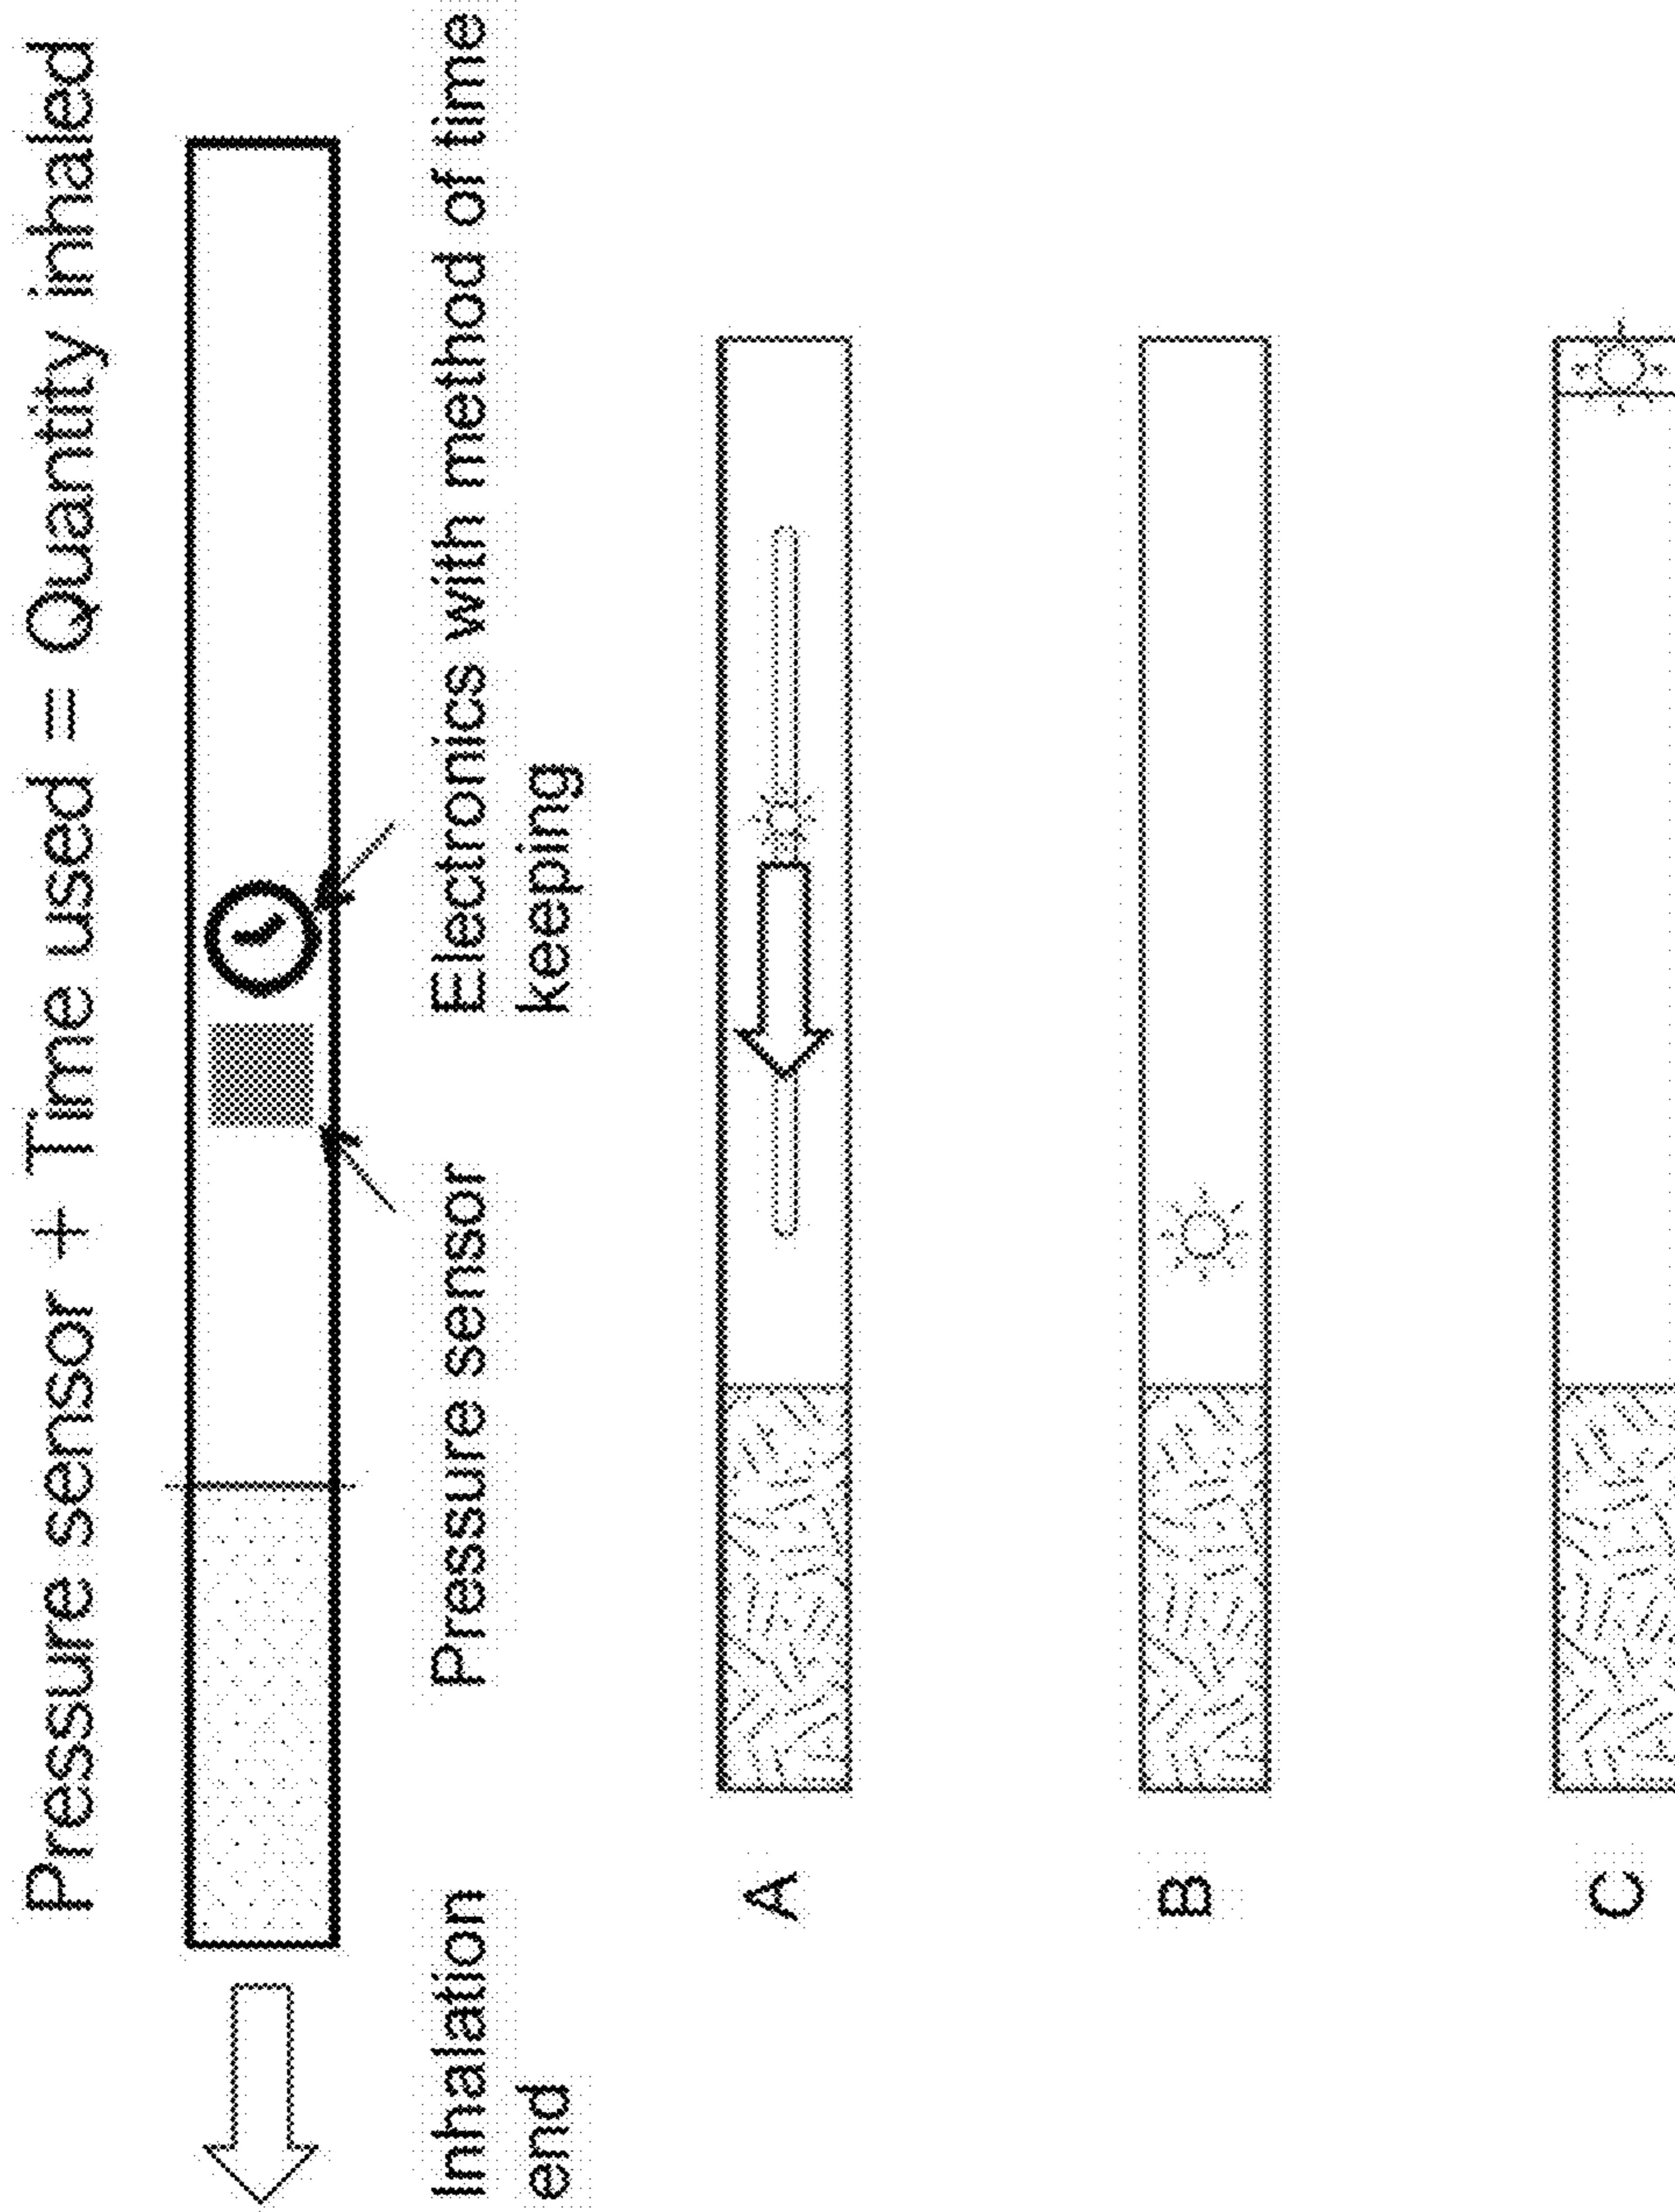 Pressure sensor + Time used = Quantity inhaled
Inhalation
end
Pressure sensor
Electronics with method of time
keeping
A
B
C